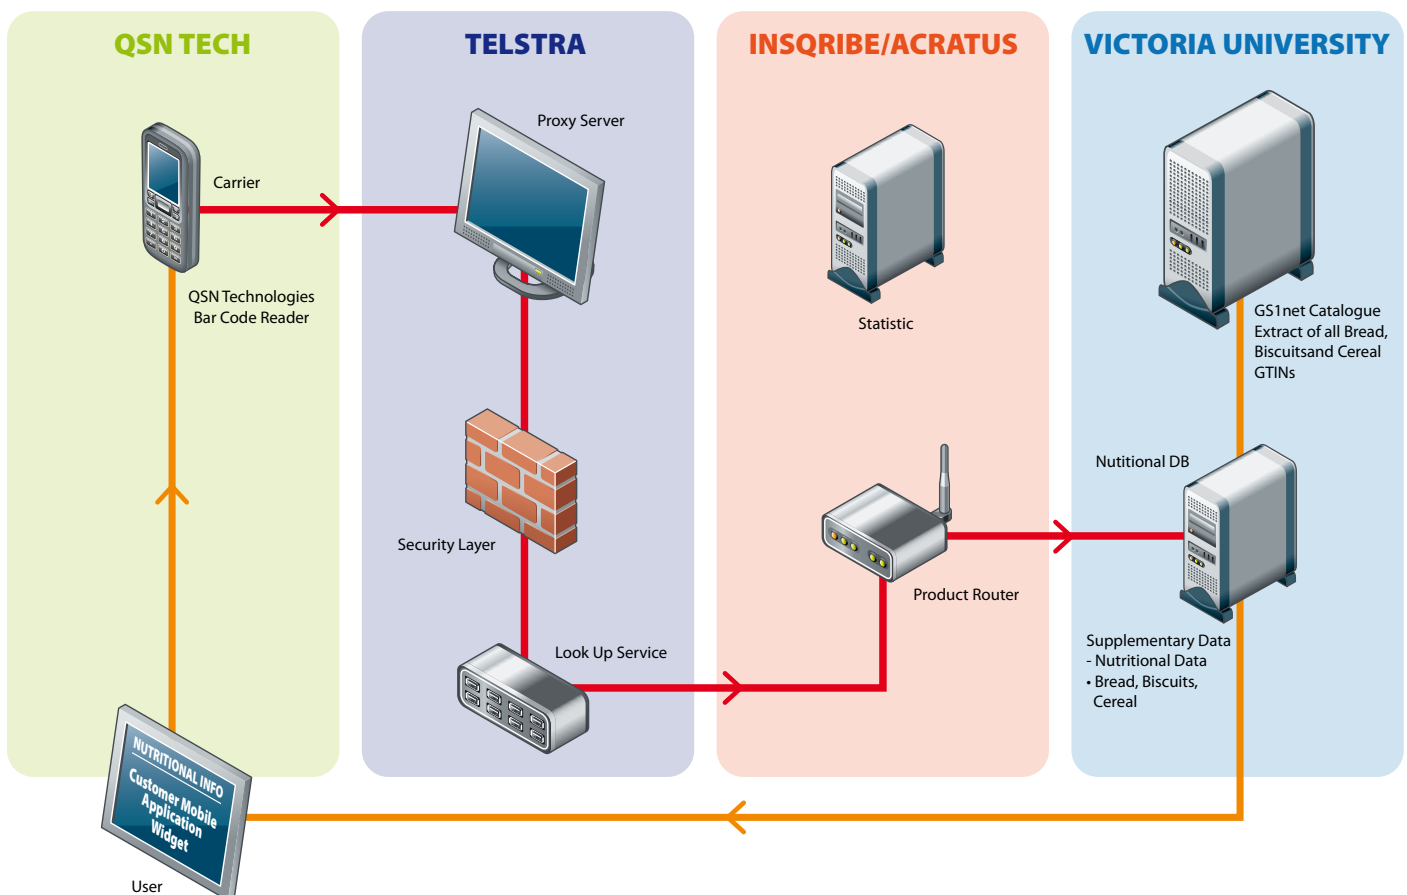 QSN TECH
TELSTRA
INSQRIBE/ACRATUS
VICTORIA UNIVERSITY
Carrier
QSN Technologies
Bar Code Reader
Proxy Server
Security Layer
Look Up Service
Statistic
Product Router
GS1net Catalogue
Extract of all Bread,
Biscuitsand Cereal
GTINs
Nutitional DB
Supplementary Data
- Nutritional Data
• Bread, Biscuits,
Cereal
NUTRITIONAL INFO
Customer Mobile
Application
Widget
User